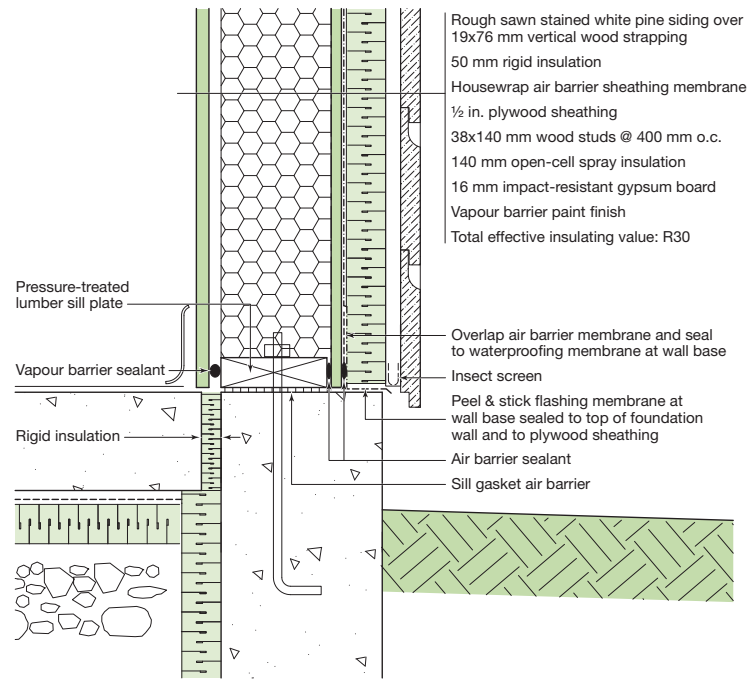 Rough sawn stained white pine siding over
19x76 mm vertical wood strapping
50 mm rigid insulation
Housewrap air barrier sheathing membrane
½ in. plywood sheathing
38x140 mm wood studs @ 400 mm o.c.
140 mm open-cell spray insulation
16 mm impact-resistant gypsum board
Vapour barrier paint finish
Total effective insulating value: R30
Pressure-treated
lumber sill plate
Vapour barrier sealant
Rigid insulation
Overlap air barrier membrane and seal
to waterproofing membrane at wall base
Insect screen
Peel & stick flashing membrane at
wall base sealed to top of foundation
wall and to plywood sheathing
Air barrier sealant
Sill gasket air barrier